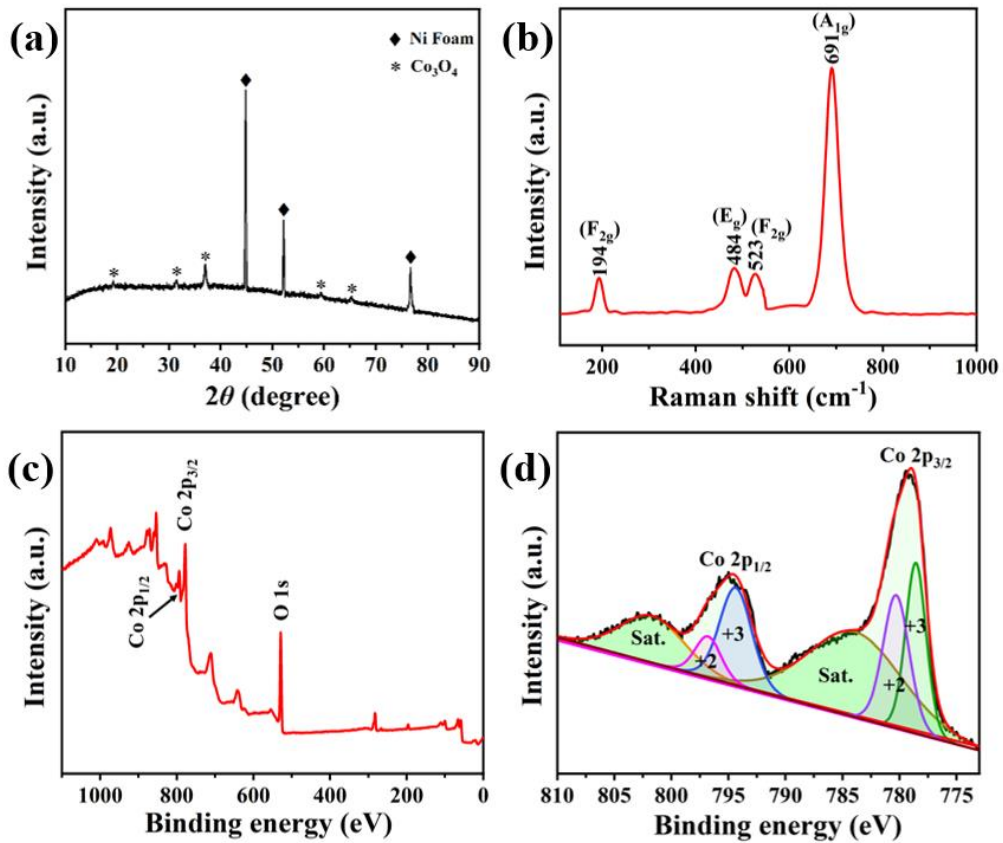 (a)
◆ Ni Foam
* Co3O4
Intensity (a.u.)
10 20 30 40 50 60 70 80 90
2θ (degree)
(b)
(F2g)
194
(Eg)
484
(F2g)
523
(A1g)
691
Intensity (a.u.)
200 400 600 800 1000
Raman shift (cm-1)
(c)
Co 2p1/2
Co 2p3/2
O 1s
Intensity (a.u.)
1000 800 600 400 200 0
Binding energy (eV)
(d)
Co 2p3/2
Co 2p1/2
Sat.
+2
+3
Sat.
+2
+3
Intensity (a.u.)
810 805 800 795 790 785 780 775
Binding energy (eV)